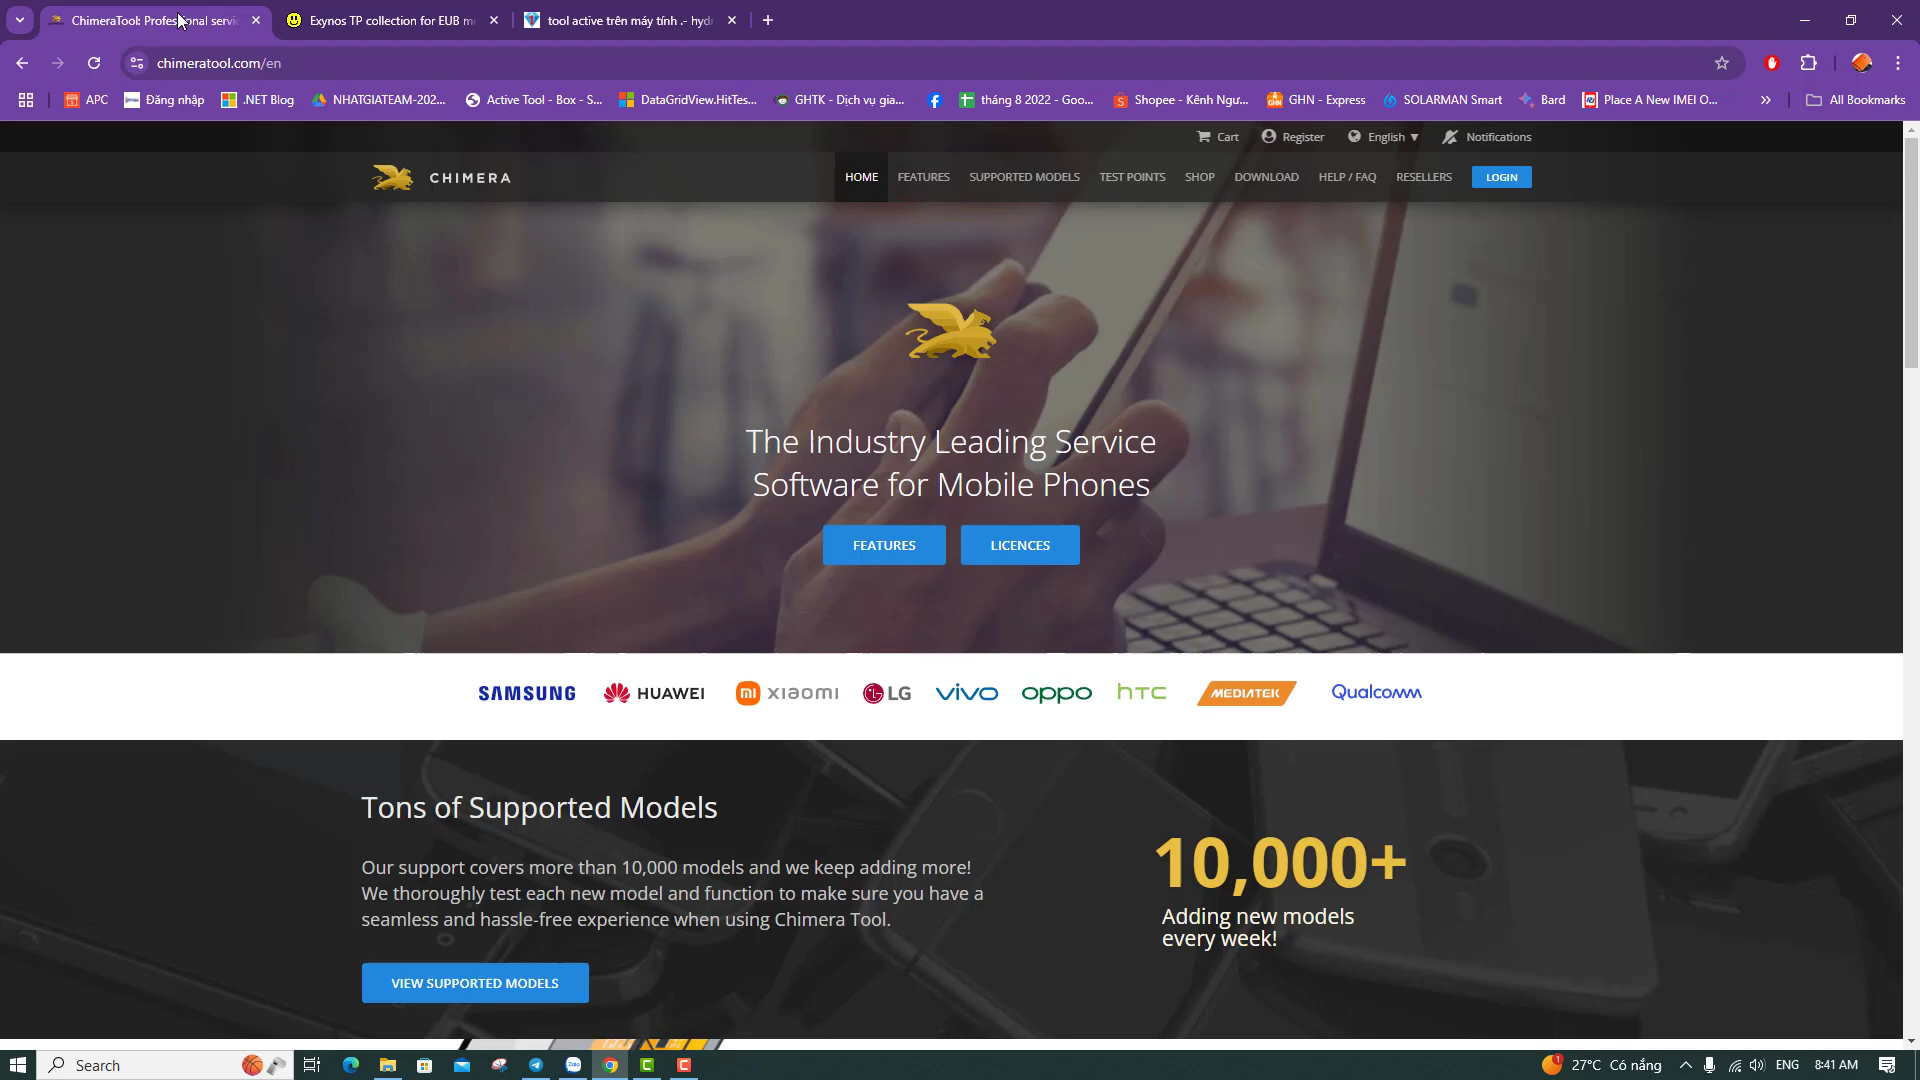 ChimeraTool: Professional servi
Exynos TP collection for EUB m
tool active trên máy tính .- hyd
chimeratool.com/en
APC
Đăng nhập
.NET Blog
NHATGIATEAM-202...
Active Tool - Box - S...
DataGridView.HitTes...
GHTK - Dịch vụ gia...
tháng 8 2022 - Goo...
Shopee - Kênh Ngư...
GHN - Express
SOLARMAN Smart
Bard
Place A New IMEI O...
All Bookmarks
Cart
Register
English
Notifications
CHIMERA
HOME
FEATURES
SUPPORTED MODELS
TEST POINTS
SHOP
DOWNLOAD
HELP / FAQ
RESELLERS
LOGIN
The Industry Leading Service
Software for Mobile Phones
FEATURES
LICENCES
SAMSUNG
HUAWEI
mi xiaomi
LG
vivo
oppo
hTC
MEDIATEK
Qualcomm
Tons of Supported Models
Our support covers more than 10,000 models and we keep adding more!
We thoroughly test each new model and function to make sure you have a
seamless and hassle-free experience when using Chimera Tool.
10,000+
Adding new models
every week!
VIEW SUPPORTED MODELS
Search
Zalo
C
C
1
27°C Có nắng
ENG
8:41 AM